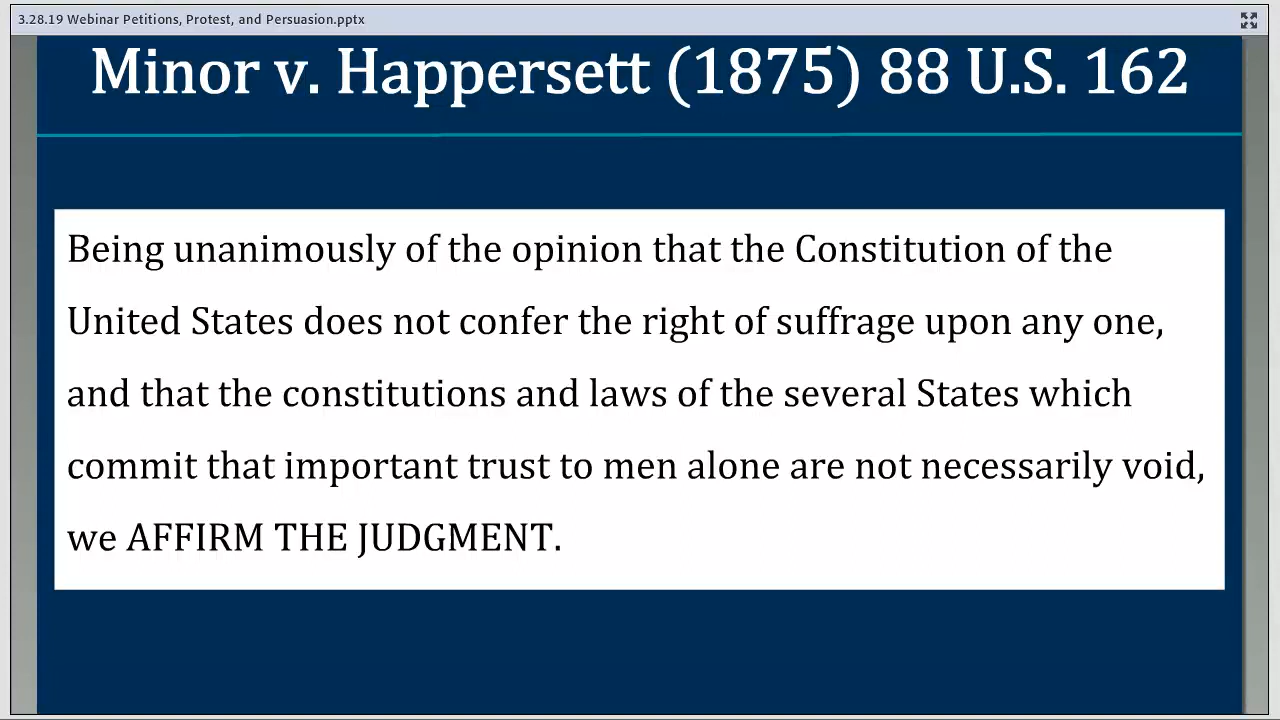 3.28.19 Webinar Petitions, Protest, and Persuasion.pptx
Minor v. Happersett (1875) 88 U.S. 162
Being unanimously of the opinion that the Constitution of the
United States does not confer the right of suffrage upon any one,
and that the constitutions and laws of the several States which
commit that important trust to men alone are not necessarily void,
we AFFIRM THE JUDGMENT.